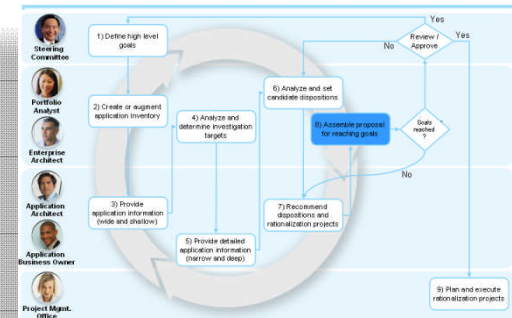 Steering
Committee
Portfolio
Analyst
Enterprise
Architect
Application
Architect
Application
Business Owner
Project Mgmt.
Office
1) Define high level
goals
2) Create or augment
application Inventory
3) Provide
application information
(wide and shallow)
4) Analyze and
determine investigation
targets
5) Provide detailed
application information
(narrow and deep)
6) Analyze and set
candidate dispositions
7) Recommend
dispositions and
rationalization projects
8) Assemble proposal
for reaching goals
Goals
reached
?
No
Review /
Approve
Yes
No
Yes
9) Plan and execute
rationalization projects